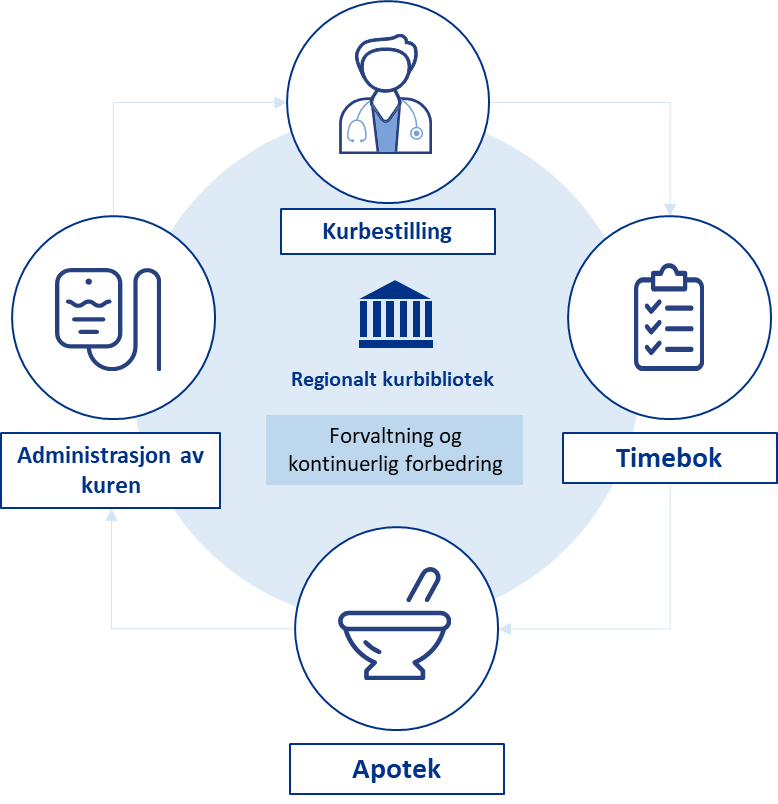 Kurbestilling
Regionalt kurbibliotek
Forvaltning og
kontinuerlig forbedring
Administrasjon av
kuren
Timebok
Apotek